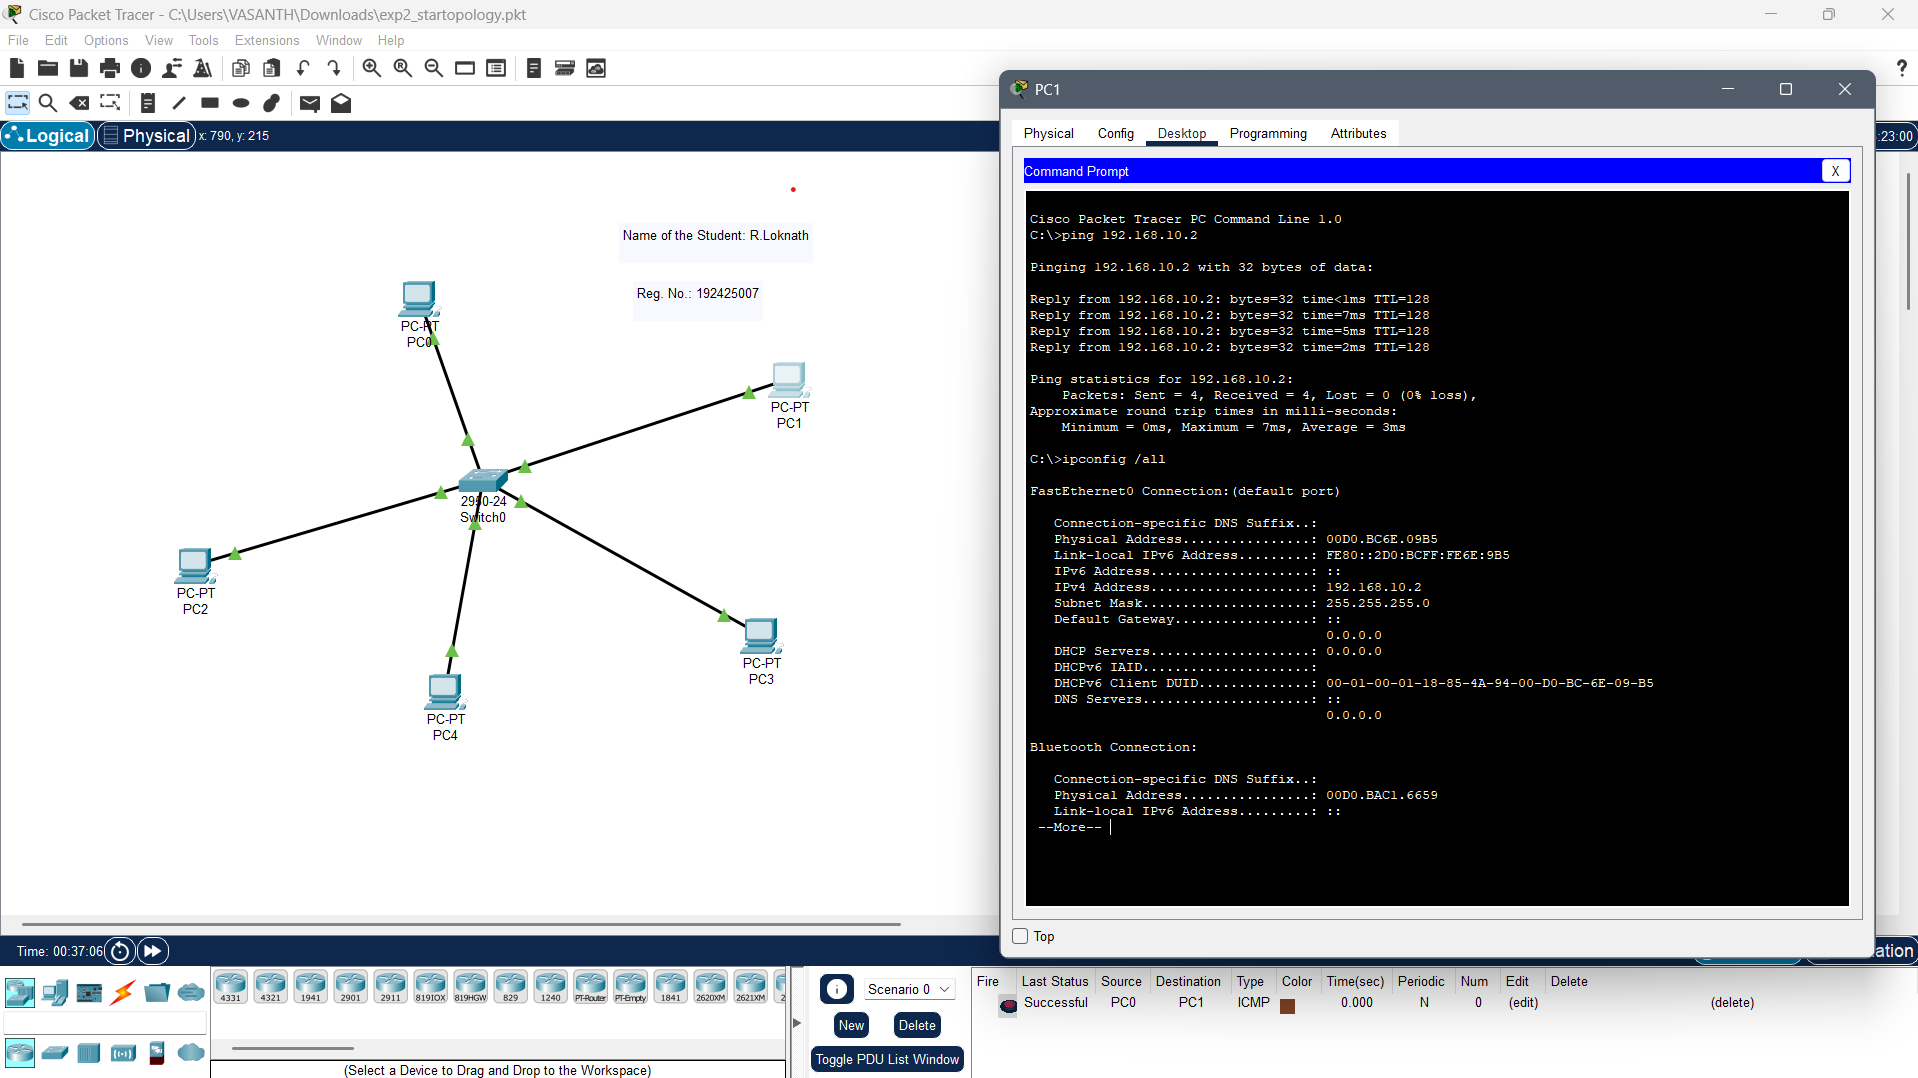 Cisco Packet Tracer - C:\Users\VASANTH\Downloads\exp2_startopology.pkt
File Edit Options View Tools Extensions Window Help
Logical Physical x: 790, y: 215
:23:00
Name of the Student: R.Loknath
Reg. No.: 192425007
PC-PT
PC0
PC-PT
PC1
2950-24
Switch0
PC-PT
PC2
PC-PT
PC3
PC-PT
PC4
PC1
Physical Config Desktop Programming Attributes
Command Prompt X
Cisco Packet Tracer PC Command Line 1.0
C:\>ping 192.168.10.2
Pinging 192.168.10.2 with 32 bytes of data:
Reply from 192.168.10.2: bytes=32 time<1ms TTL=128
Reply from 192.168.10.2: bytes=32 time=7ms TTL=128
Reply from 192.168.10.2: bytes=32 time=5ms TTL=128
Reply from 192.168.10.2: bytes=32 time=2ms TTL=128
Ping statistics for 192.168.10.2:
Packets: Sent = 4, Received = 4, Lost = 0 (0% loss),
Approximate round trip times in milli-seconds:
Minimum = 0ms, Maximum = 7ms, Average = 3ms
C:\>ipconfig /all
FastEthernet0 Connection:(default port)
Connection-specific DNS Suffix..:
Physical Address................: 00D0.BC6E.09B5
Link-local IPv6 Address.........: FE80::2D0:BCFF:FE6E:9B5
IPv6 Address....................: ::
IPv4 Address....................: 192.168.10.2
Subnet Mask.....................: 255.255.255.0
Default Gateway.................: ::
0.0.0.0
DHCP Servers....................: 0.0.0.0
DHCPv6 IAID.....................:
DHCPv6 Client DUID..............: 00-01-00-01-18-85-4A-94-00-D0-BC-6E-09-B5
DNS Servers.....................: ::
0.0.0.0
Bluetooth Connection:
Connection-specific DNS Suffix..:
Physical Address................: 00D0.BAC1.6659
Link-local IPv6 Address.........: ::
--More--
Top
Time: 00:37:06
ation
4331 4321 1941 2901 2911 819IOX 819HGW 829 1240 PT-Router PT-Empty 1841 2620XM 2621XM 2
(Select a Device to Drag and Drop to the Workspace)
Scenario 0
New Delete
Toggle PDU List Window
Fire Last Status Source Destination Type Color Time(sec) Periodic Num Edit Delete
Successful PC0 PC1 ICMP 0.000 N 0 (edit) (delete)